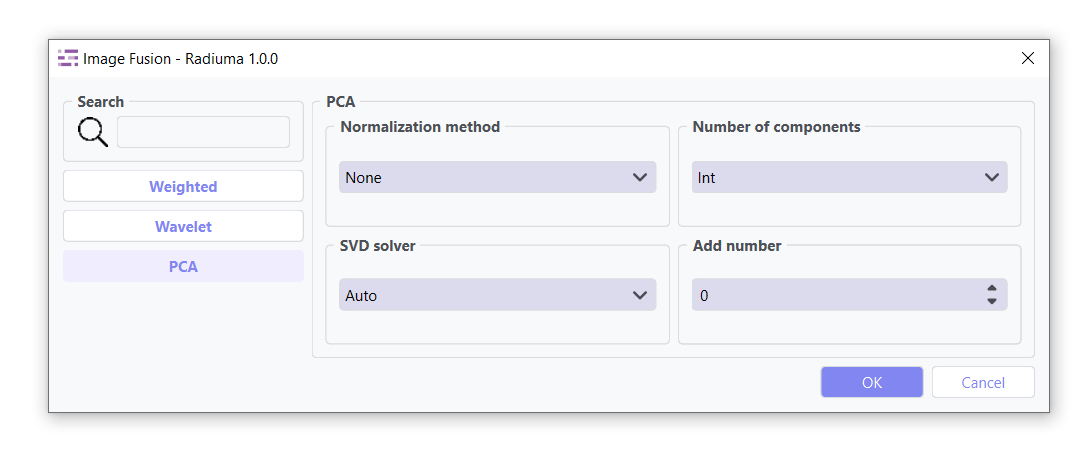 Image Fusion - Radiuma 1.0.0
Search
Weighted
Wavelet
PCA
PCA
Normalization method
None
Number of components
Int
SVD solver
Auto
Add number
0
OK
Cancel